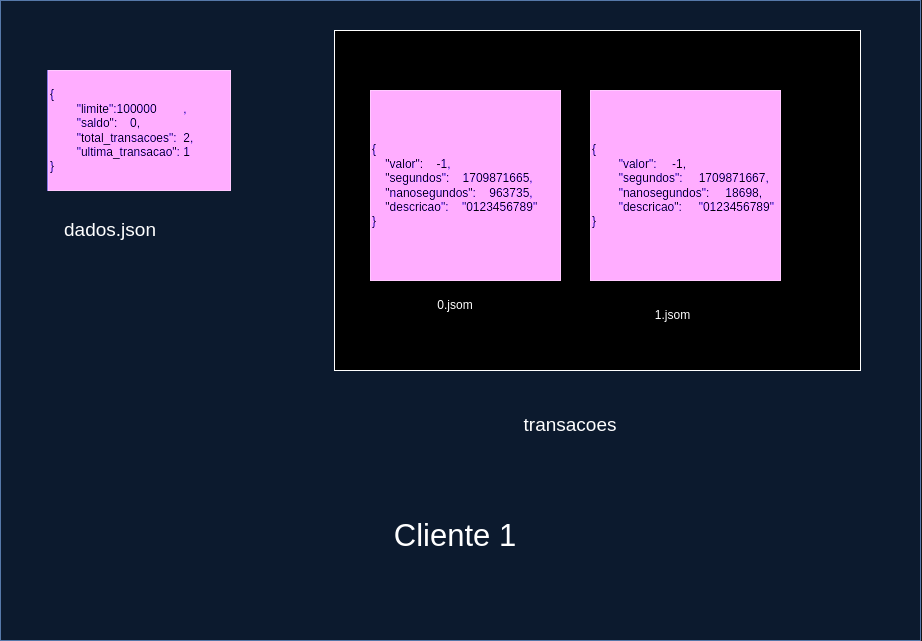 {
"limite":100000 ,
"saldo": 0,
"total_transacoes": 2,
"ultima_transacao": 1
}
dados.json
{
"valor": -1,
"segundos": 1709871665,
"nanosegundos": 963735,
"descricao": "0123456789"
}
0.jsom
{
"valor": -1,
"segundos": 1709871667,
"nanosegundos": 18698,
"descricao": "0123456789"
}
1.jsom
transacoes
Cliente 1